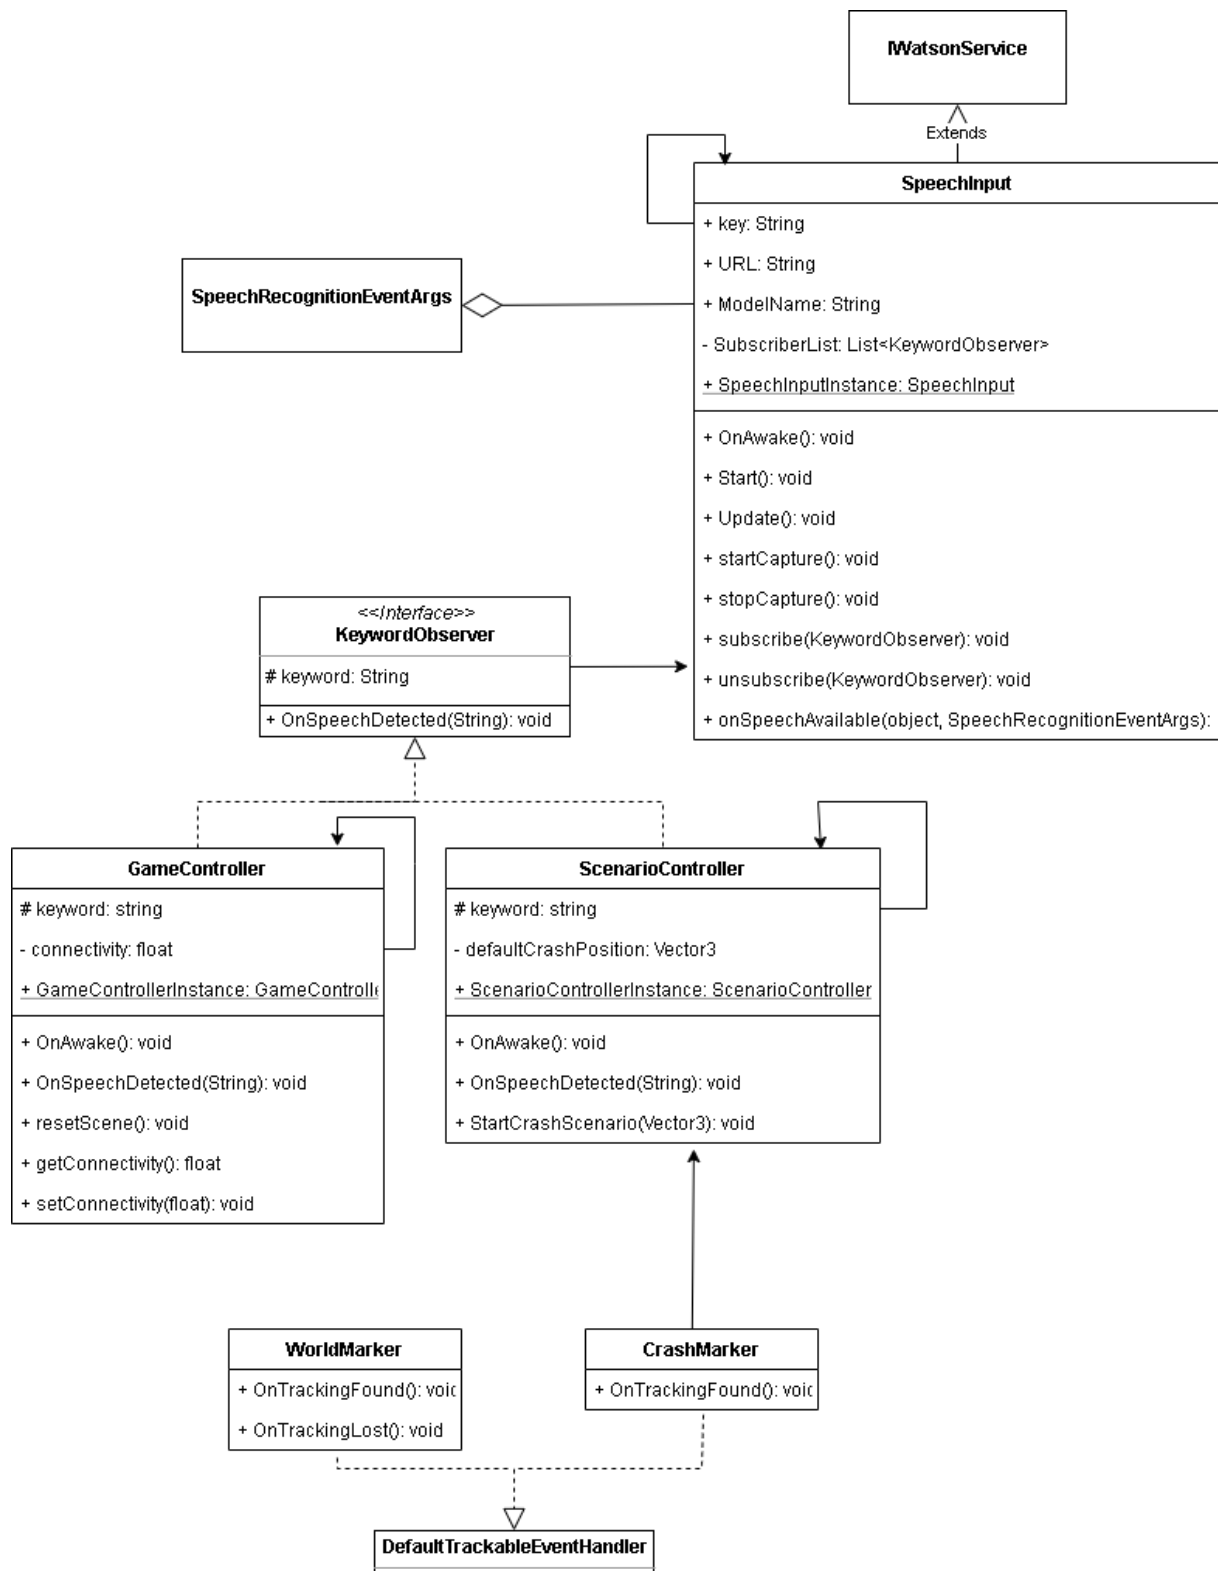 IWatsonService
Extends
SpeechInput
+ key: String
+ URL: String
+ ModelName: String
- SubscriberList: List<KeywordObserver>
+ SpeechInputInstance: SpeechInput
+ OnAwake(): void
+ Start(): void
+ Update(): void
+ startCapture(): void
+ stopCapture(): void
+ subscribe(KeywordObserver): void
+ unsubscribe(KeywordObserver): void
+ onSpeechAvailable(object, SpeechRecognitionEventArgs):
SpeechRecognitionEventArgs
<<Interface>>
KeywordObserver
# keyword: String
+ OnSpeechDetected(String): void
GameController
# keyword: string
- connectivity: float
+ GameControllerInstance: GameControlle
+ OnAwake(): void
+ OnSpeechDetected(String): void
+ resetScene(): void
+ getConnectivity(): float
+ setConnectivity(float): void
ScenarioController
# keyword: string
- defaultCrashPosition: Vector3
+ ScenarioControllerInstance: ScenarioController
+ OnAwake(): void
+ OnSpeechDetected(String): void
+ StartCrashScenario(Vector3): void
WorldMarker
+ OnTrackingFound(): void
+ OnTrackingLost(): void
CrashMarker
+ OnTrackingFound(): void
DefaultTrackableEventHandler